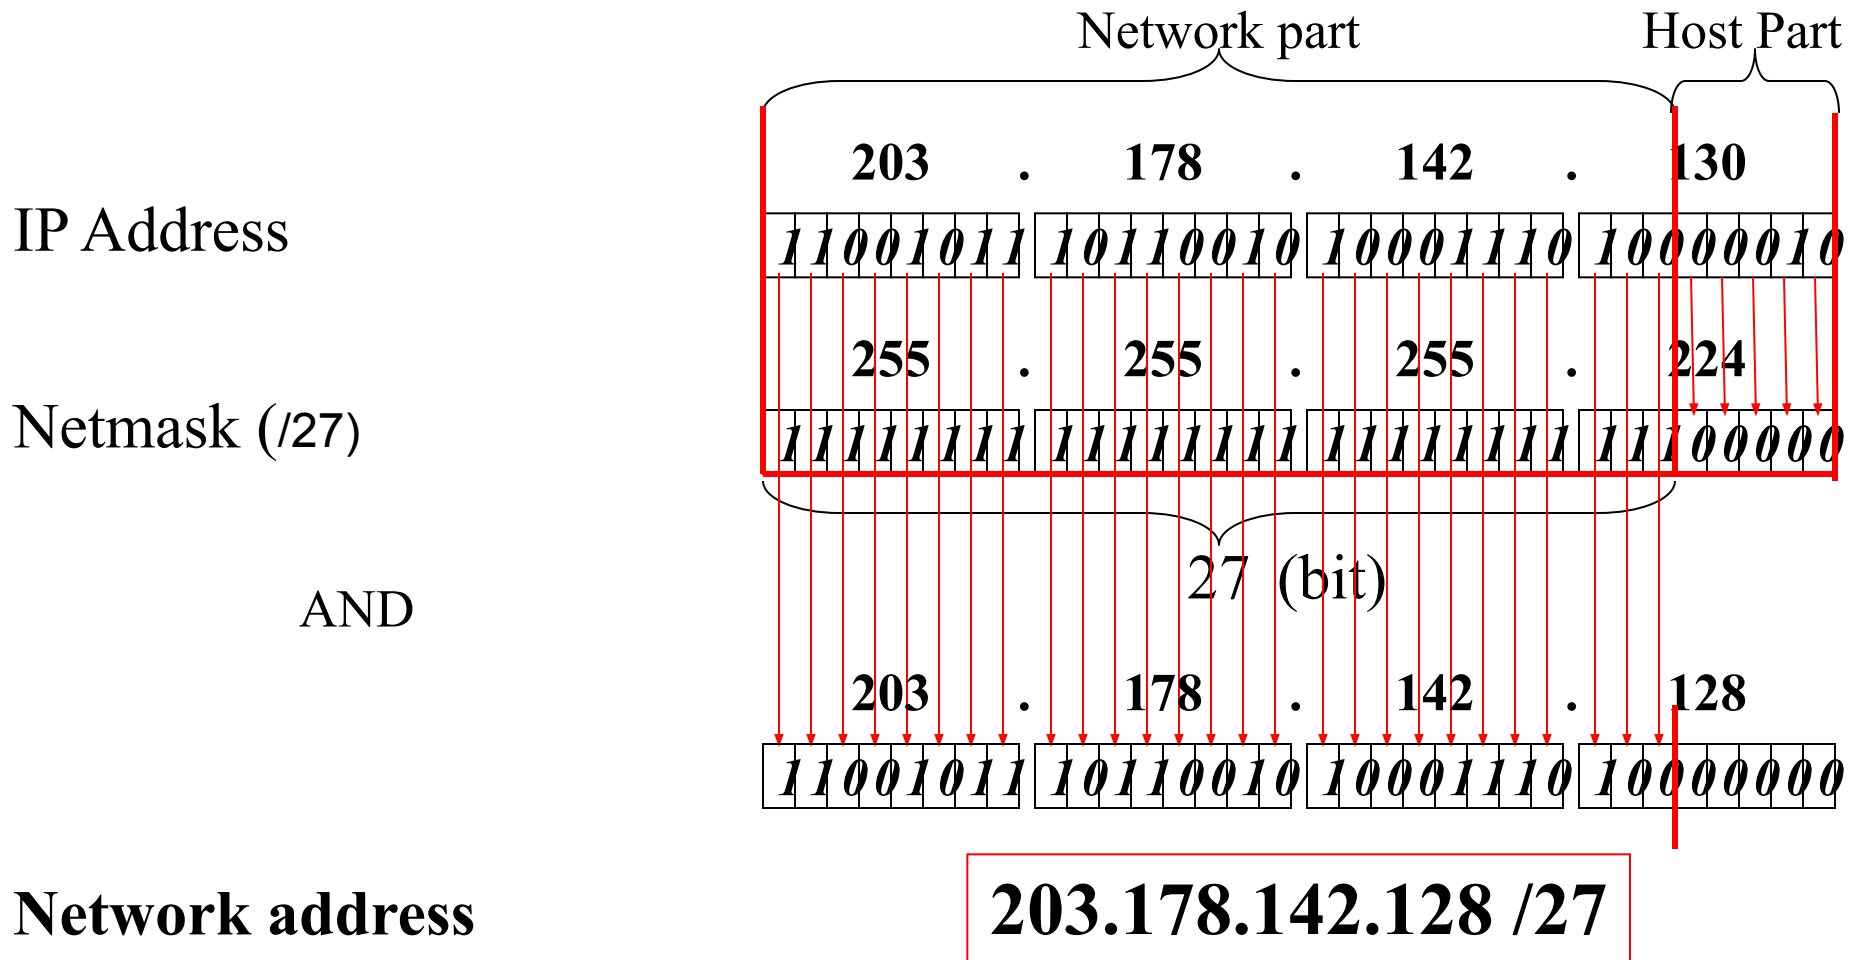 Network part Host Part
203 . 178 . 142 . 130
IP Address 11001011 10110010 10001110 10000010
255 . 255 . 255 . 224
Netmask (/27) 11111111 11111111 11111111 11100000
27 (bit)
AND
203 . 178 . 142 . 128
11001011 10110010 10001110 10000000
Network address 203.178.142.128 /27